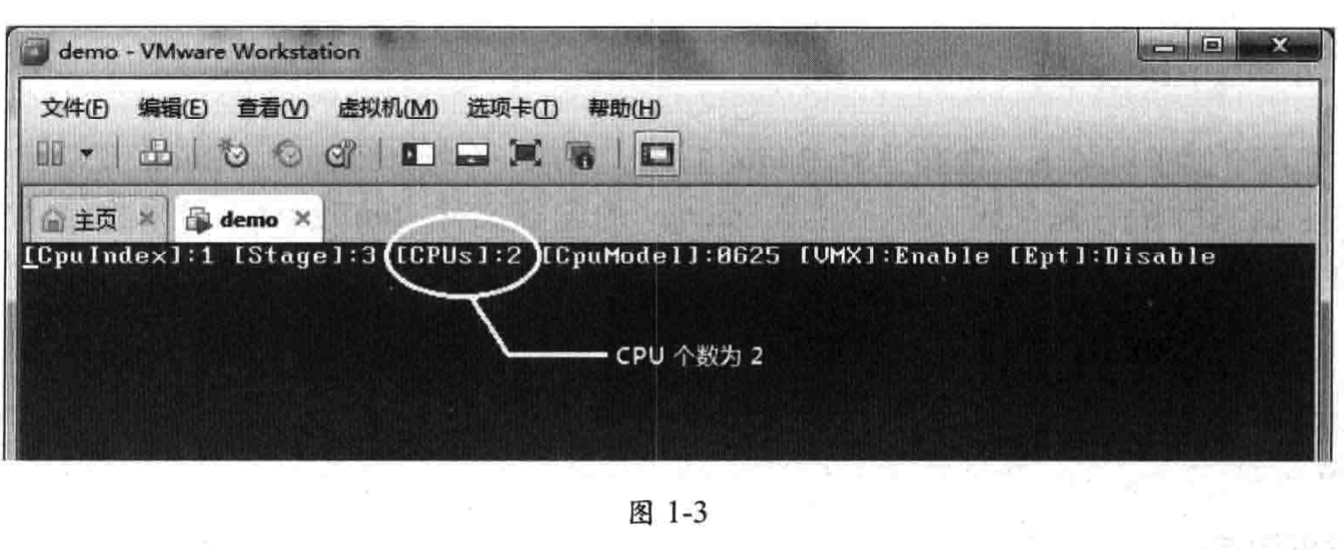 demo - VMware Workstation
文件(F) 编辑(E) 查看(V) 虚拟机(M) 选项卡(T) 帮助(H)
主页 demo
[CpuIndex]:1 [Stage]:3 [CPUs]:2 [CpuModel]:0625 [VMX]:Enable [Ept]:Disable
CPU 个数为 2
图 1-3